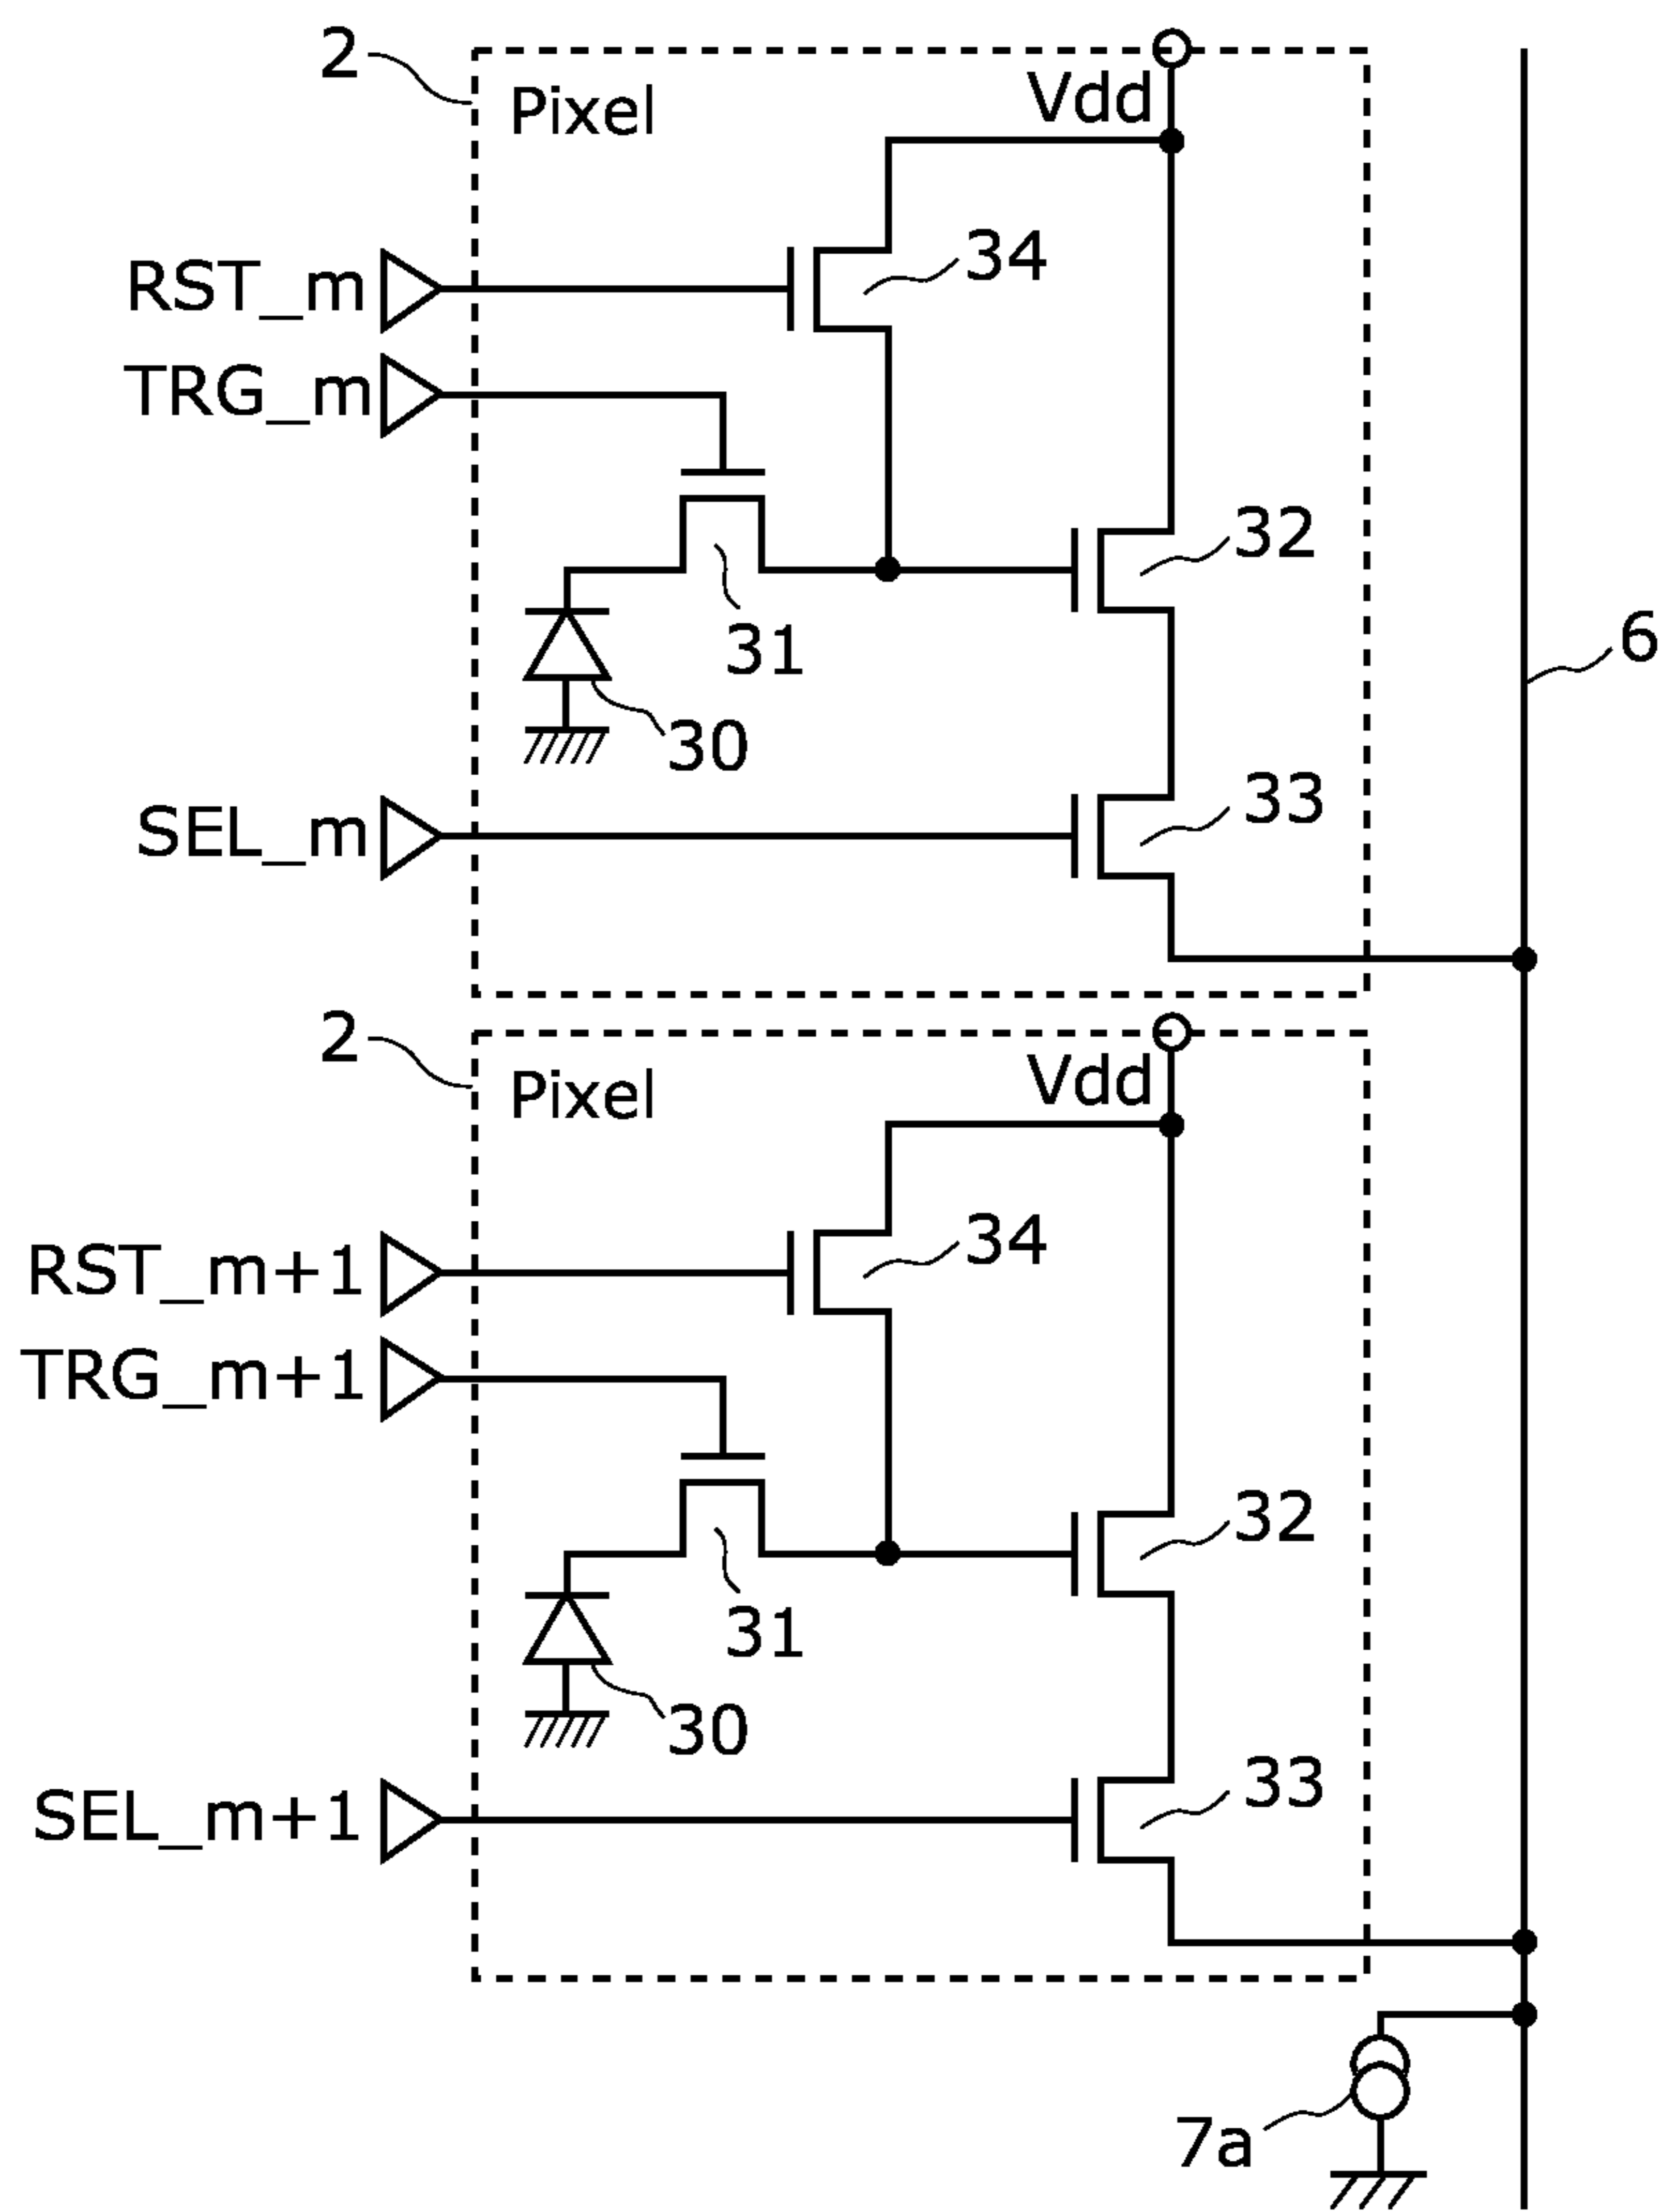 2
Pixel
Vdd
RST_m
34
TRG_m
32
31
6
30
SEL_m
33
2
Pixel
Vdd
RST_m+1
34
TRG_m+1
32
31
30
SEL_m+1
33
7a